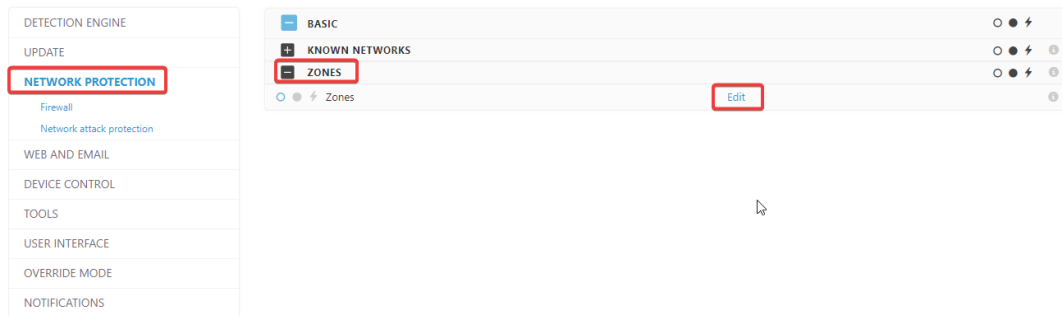 DETECTION ENGINE
UPDATE
NETWORK PROTECTION
Firewall
Network attack protection
WEB AND EMAIL
DEVICE CONTROL
TOOLS
USER INTERFACE
OVERRIDE MODE
NOTIFICATIONS
BASIC
KNOWN NETWORKS
ZONES
Zones Edit